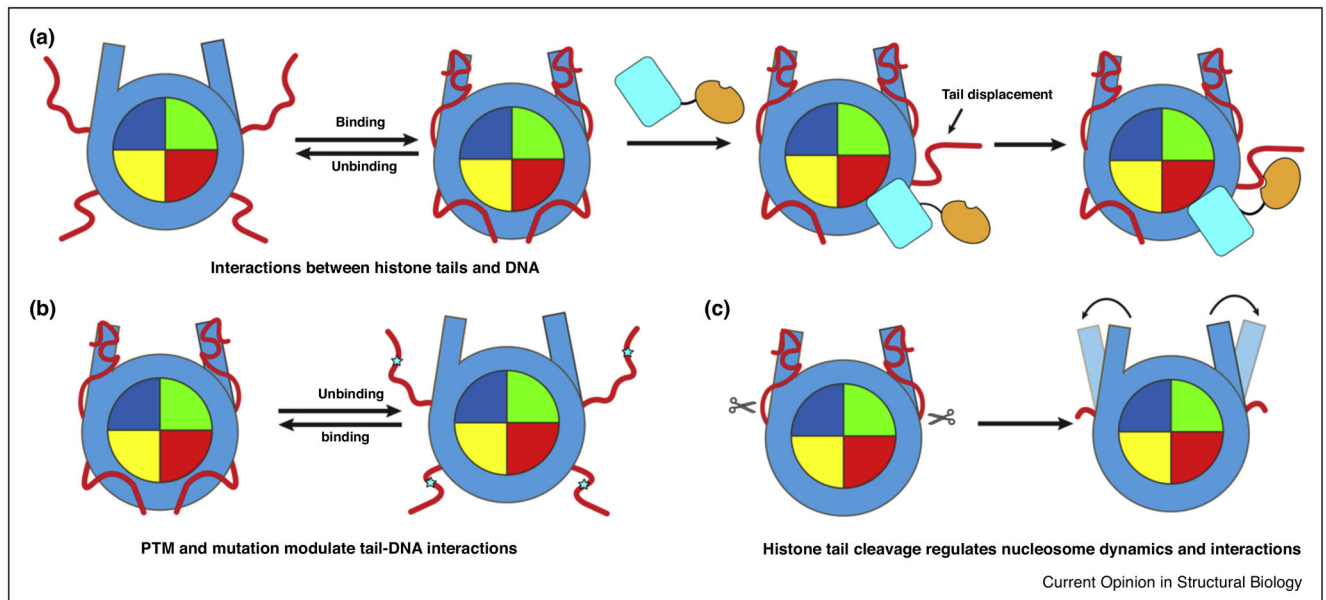 (a)
Binding
Unbinding
Tail displacement
Interactions between histone tails and DNA
(b)
Unbinding
binding
PTM and mutation modulate tail-DNA interactions
(c)
Histone tail cleavage regulates nucleosome dynamics and interactions
Current Opinion in Structural Biology